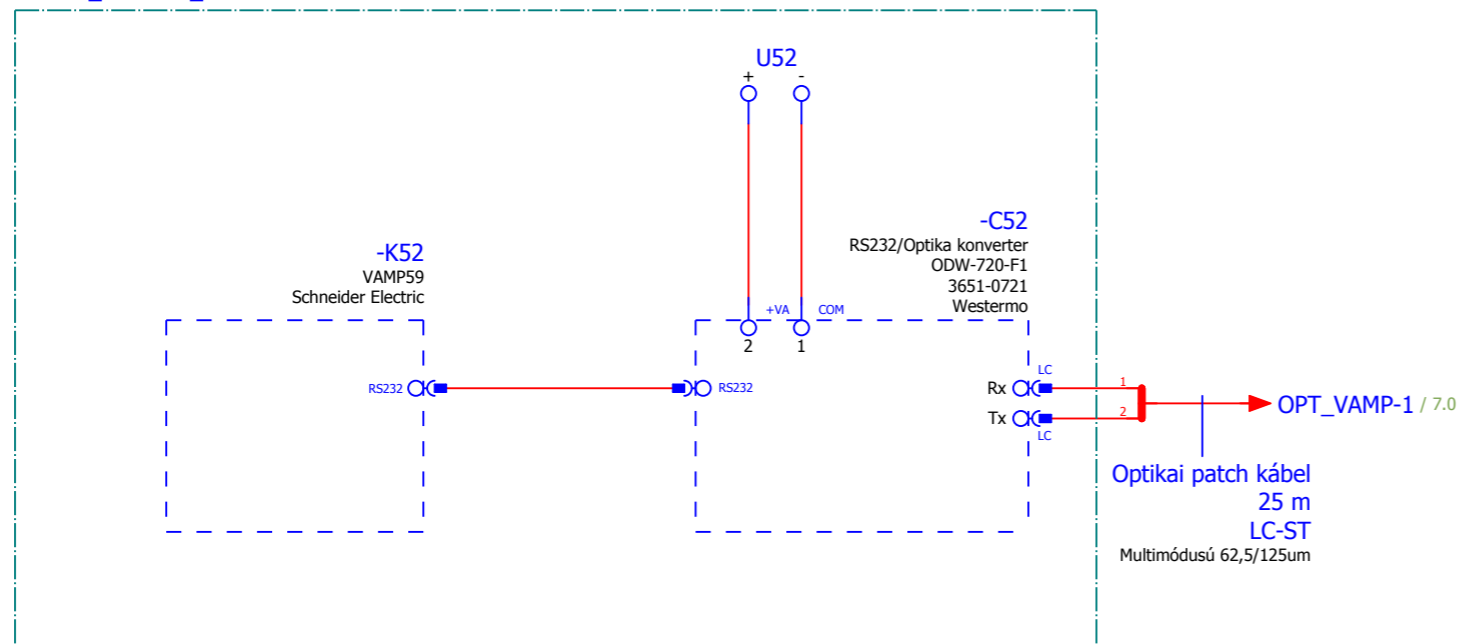 U52
+ -
-C52
RS232/Optika konverter
ODW-720-F1
3651-0721
Westermo
-K52
VAMP59
Schneider Electric
+VA COM
2 1
RS232
RS232
Rx LC 1
Tx LC 2
OPT_VAMP-1 / 7.0
Optikai patch kábel
25 m
LC-ST
Multimódusú 62,5/125um